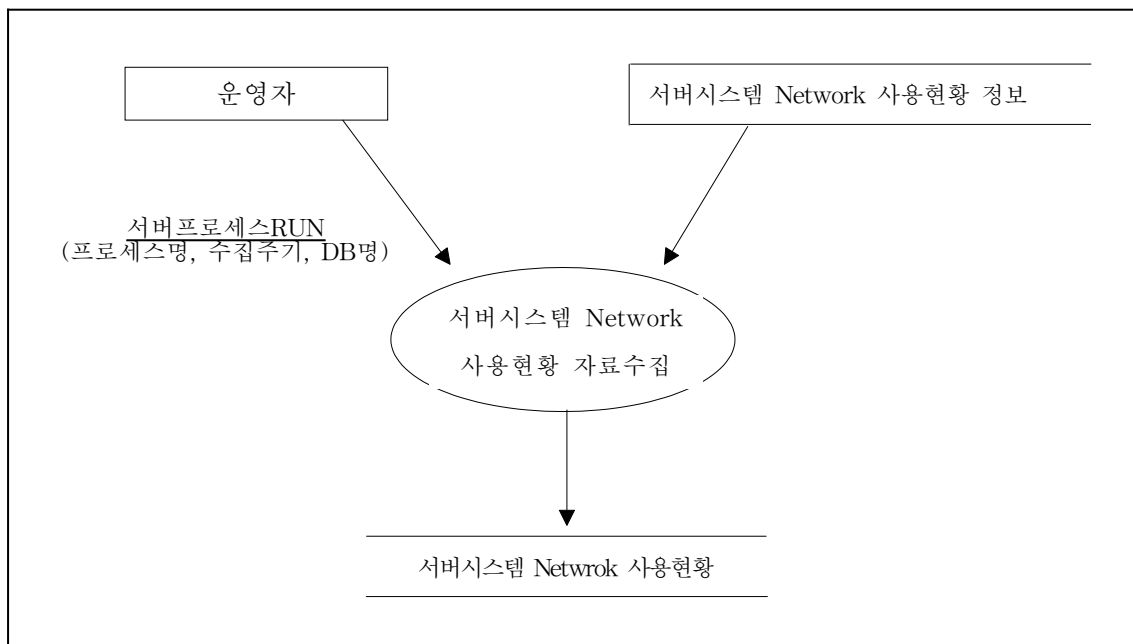 운영자
서버시스템 Network 사용현황 정보
서버프로세스RUN
(프로세스명, 수집주기, DB명)
서버시스템 Network
사용현황 자료수집
서버시스템 Netwrok 사용현황